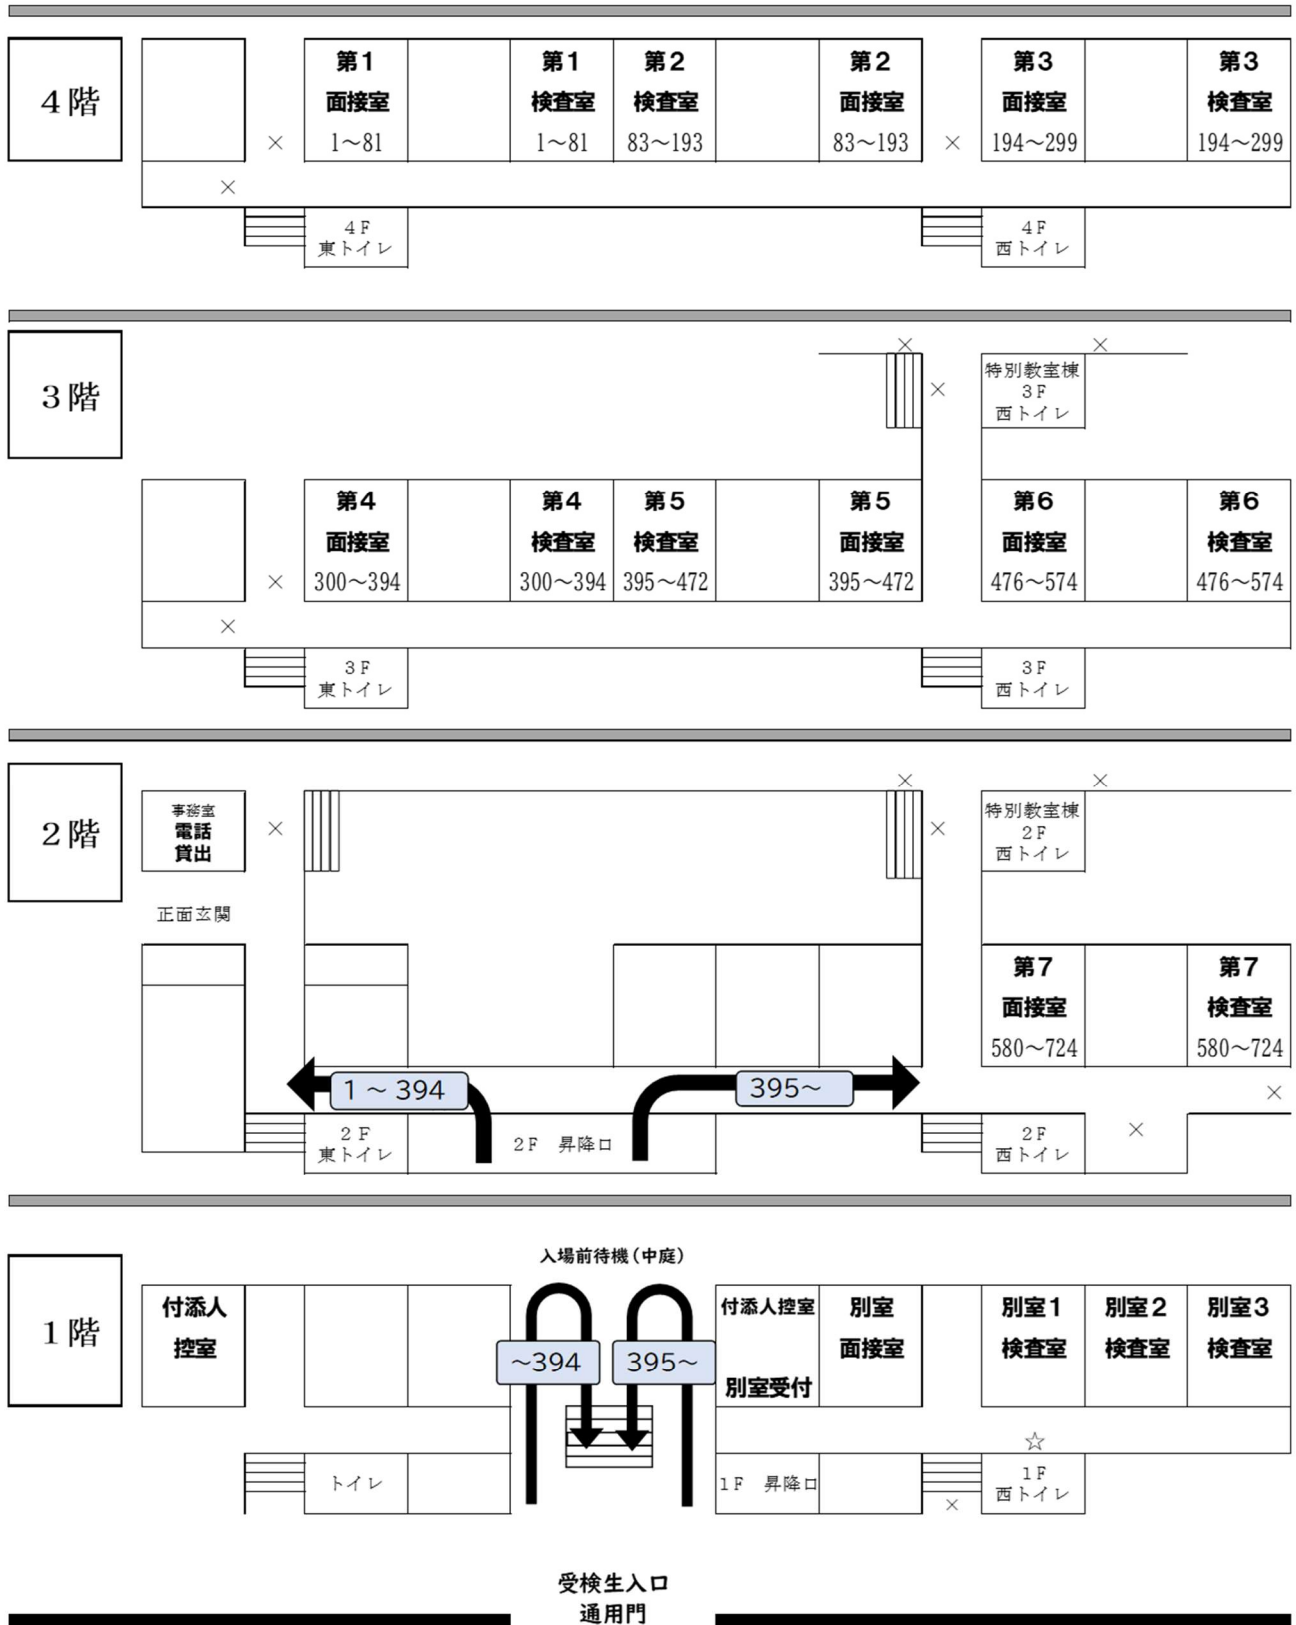 4階
第1
面接室
1～81
第1
検査室
1～81
第2
検査室
83～193
第2
面接室
83～193
第3
面接室
194～299
第3
検査室
194～299
×
×
×
4F
東トイレ
4F
西トイレ
3階
×
×
×
特別教室棟
3F
西トイレ
第4
面接室
300～394
第4
検査室
300～394
第5
検査室
395～472
第5
面接室
395～472
第6
面接室
476～574
第6
検査室
476～574
×
×
3F
東トイレ
3F
西トイレ
2階
事務室
電話
貸出
×
×
×
×
特別教室棟
2F
西トイレ
正面玄関
第7
面接室
580～724
第7
検査室
580～724
1～394
395～
×
2F
東トイレ
2F 昇降口
2F
西トイレ
×
入場前待機(中庭)
1階
付添人
控室
～394
395～
付添人控室
別室受付
別室
面接室
別室1
検査室
別室2
検査室
別室3
検査室
☆
トイレ
1F 昇降口
×
1F
西トイレ
受検生入口
通用門